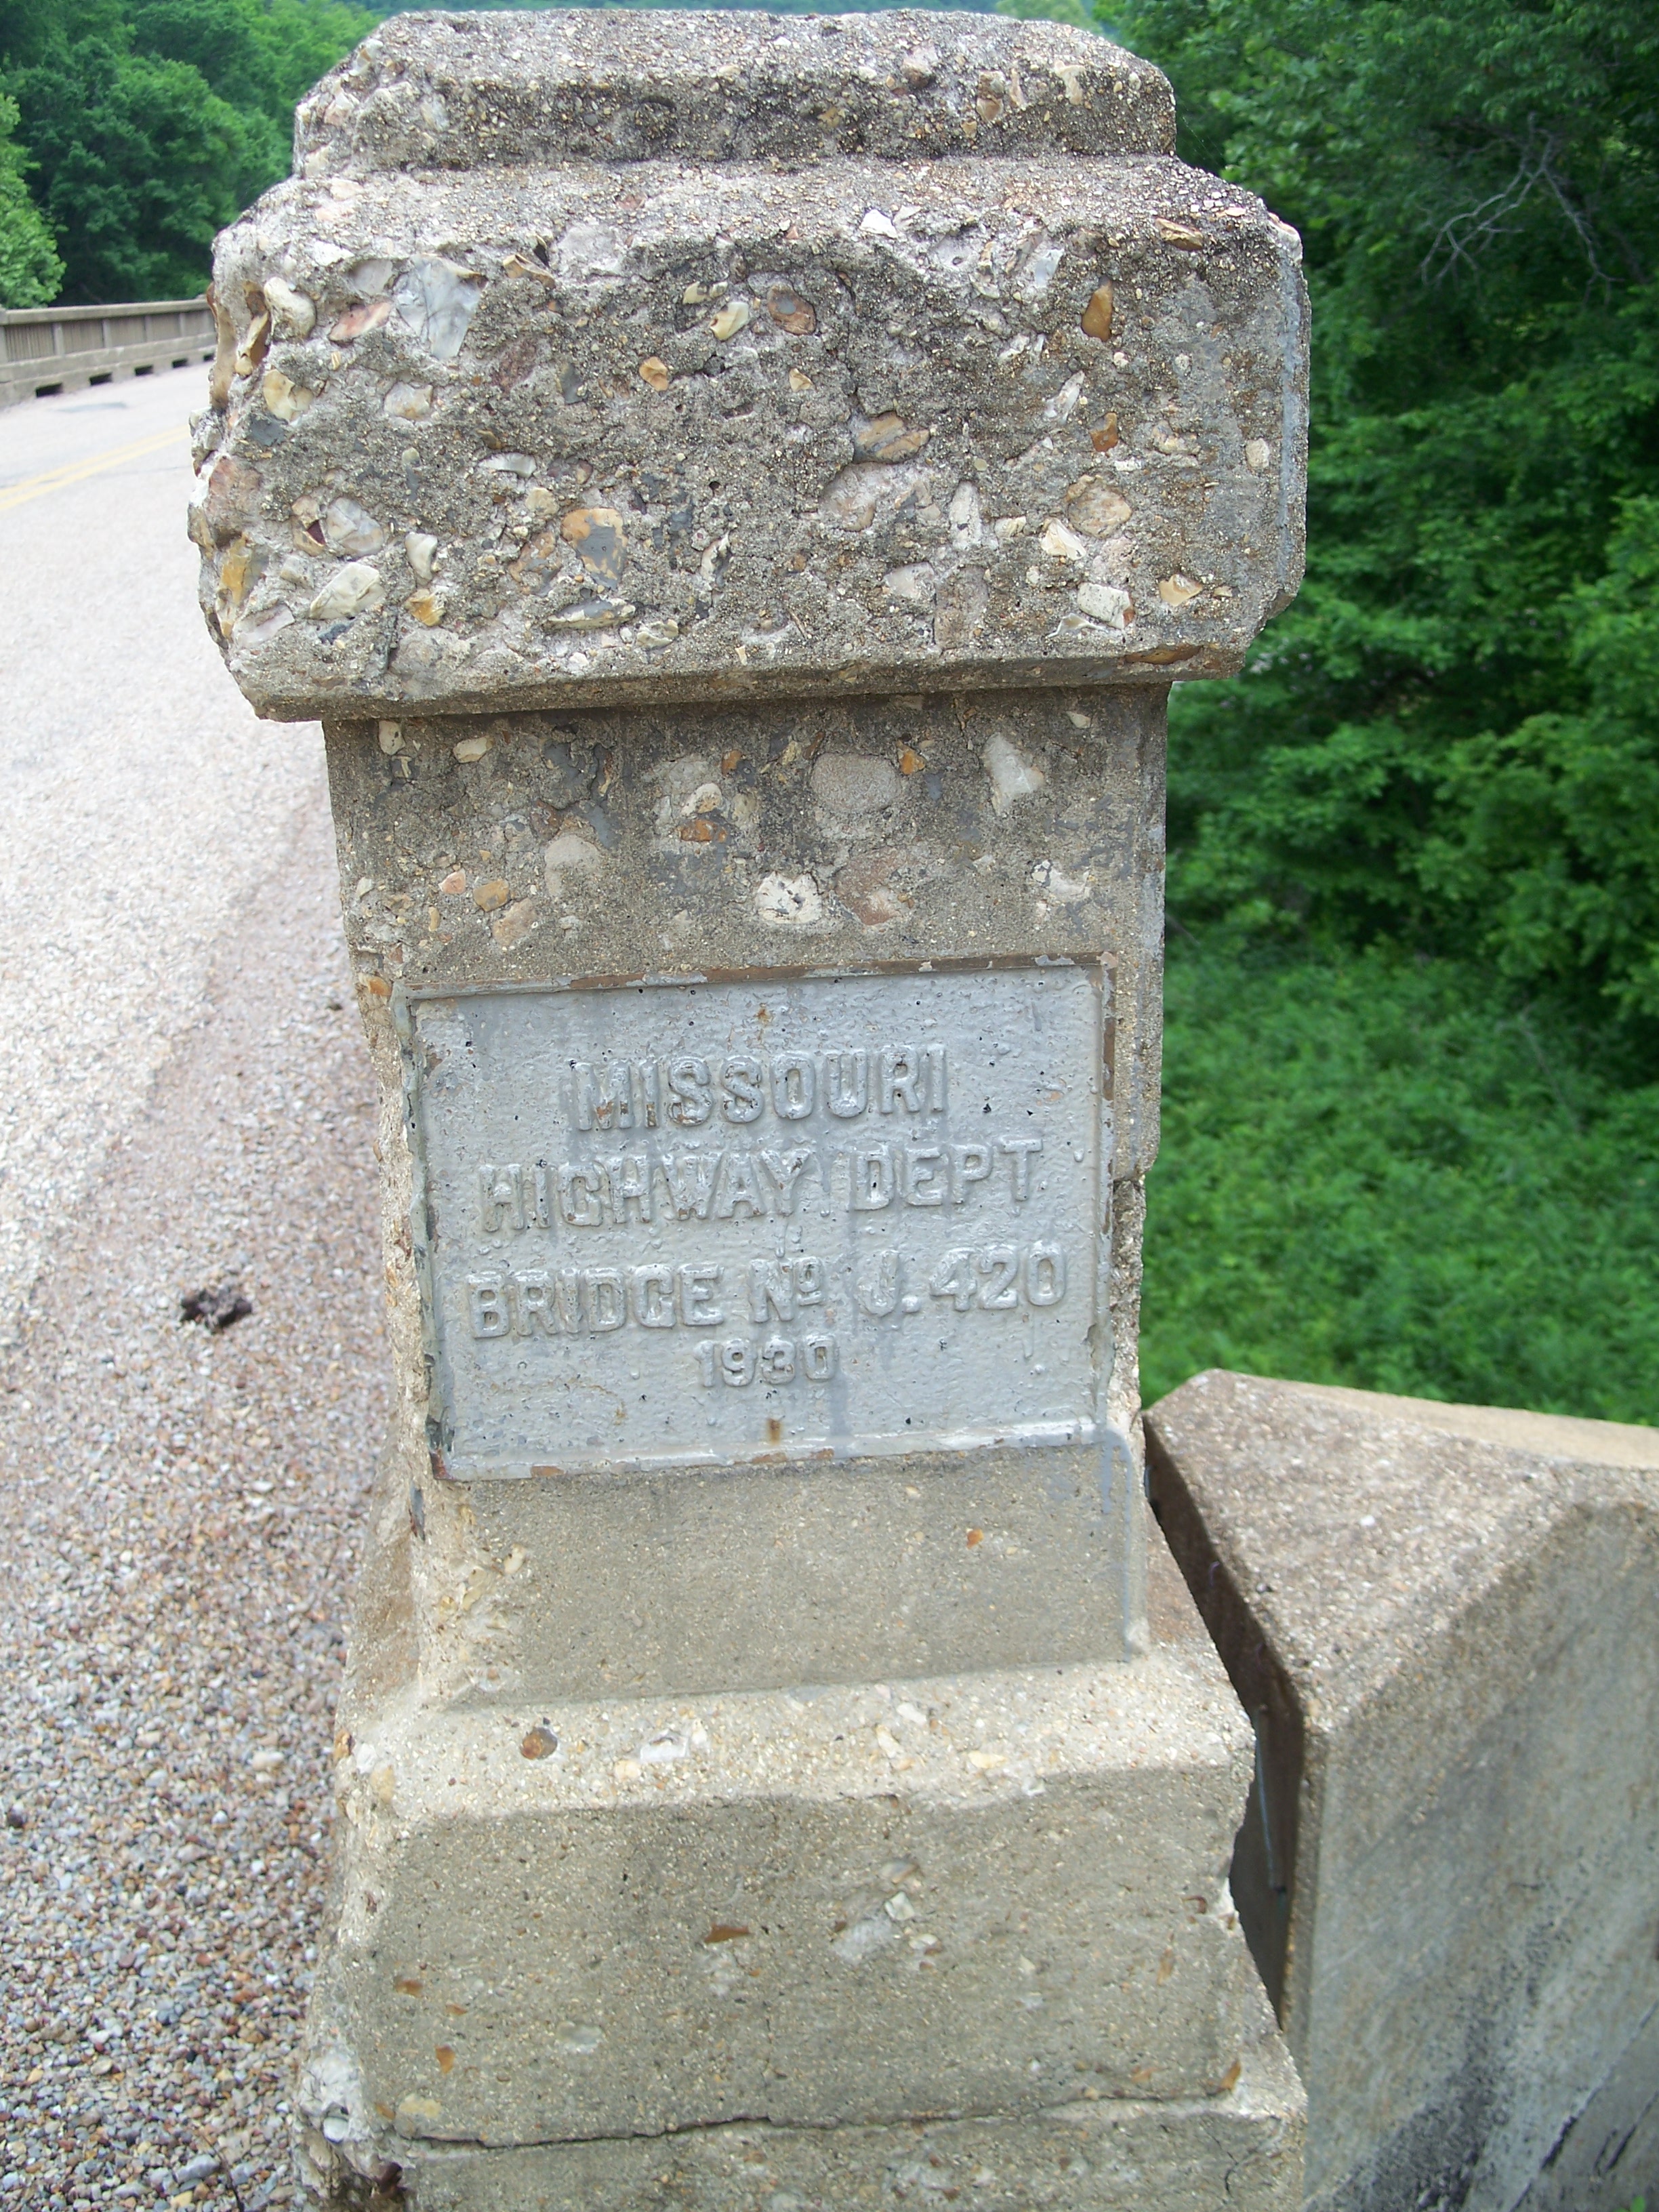 MISSOURI
HIGHWAY DEPT
BRIDGE Nº J.420
1930